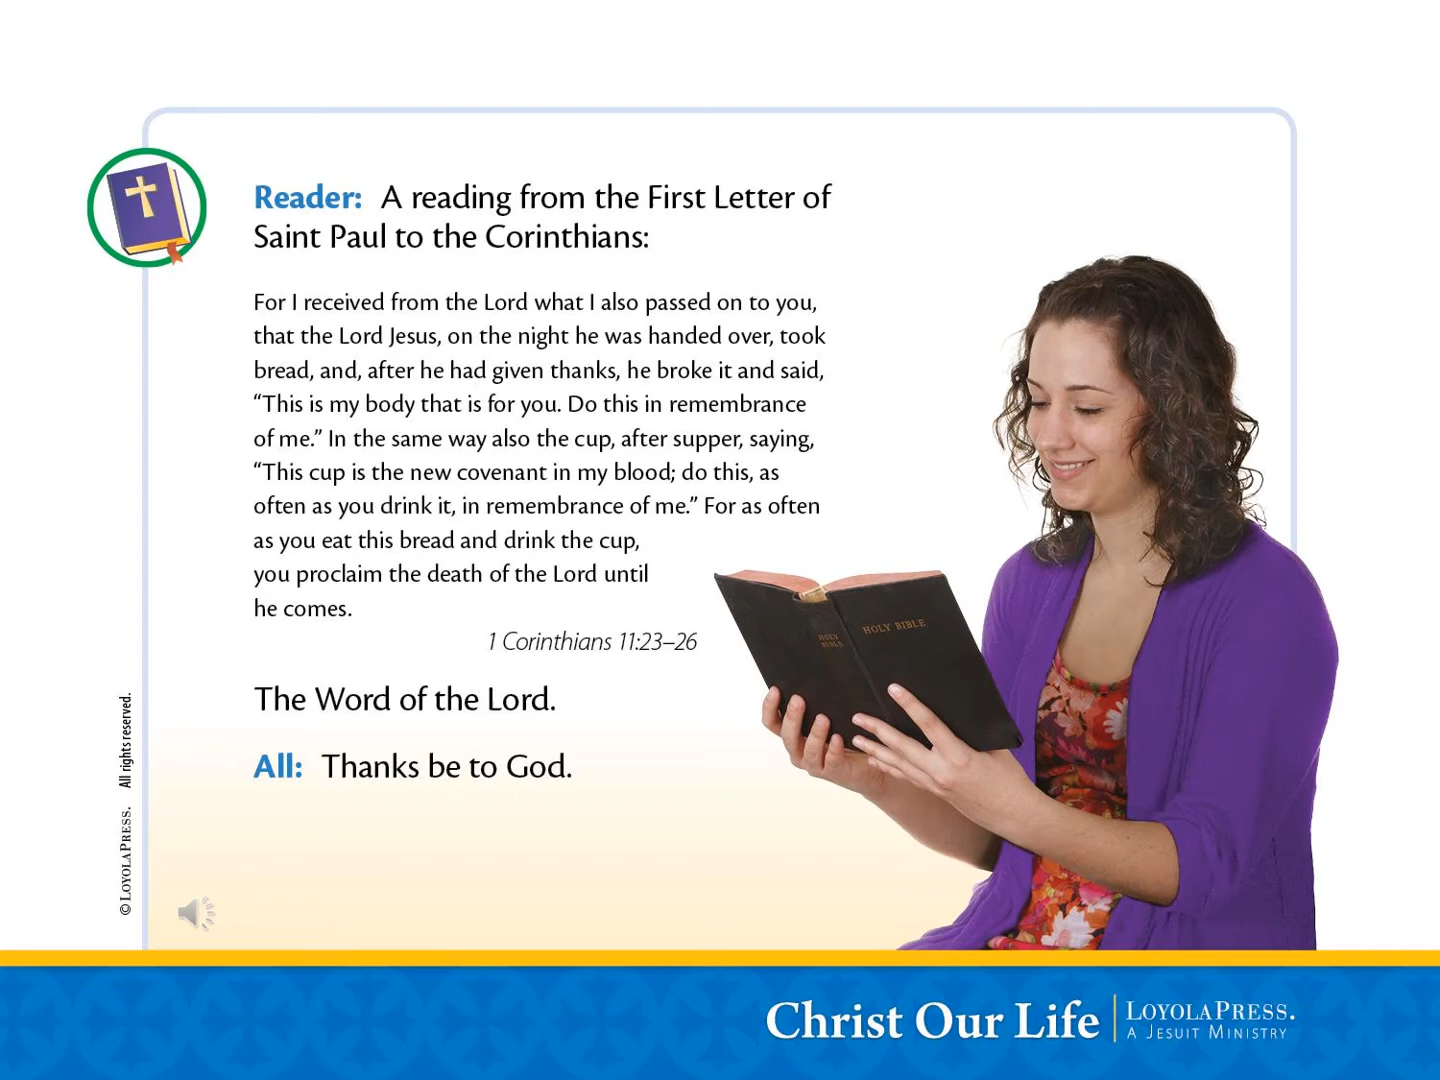 Reader: A reading from the First Letter of
Saint Paul to the Corinthians:
For I received from the Lord what I also passed on to you,
that the Lord Jesus, on the night he was handed over, took
bread, and, after he had given thanks, he broke it and said,
“This is my body that is for you. Do this in remembrance
of me.” In the same way also the cup, after supper, saying,
“This cup is the new covenant in my blood; do this, as
often as you drink it, in remembrance of me.” For as often
as you eat this bread and drink the cup,
you proclaim the death of the Lord until
he comes.
1 Corinthians 11:23–26
The Word of the Lord.
All: Thanks be to God.
HOLY BIBLE
HOLY
BIBLE
© LOYOLAPRESS. All rights reserved.
Christ Our Life
LOYOLAPRESS.
A JESUIT MINISTRY